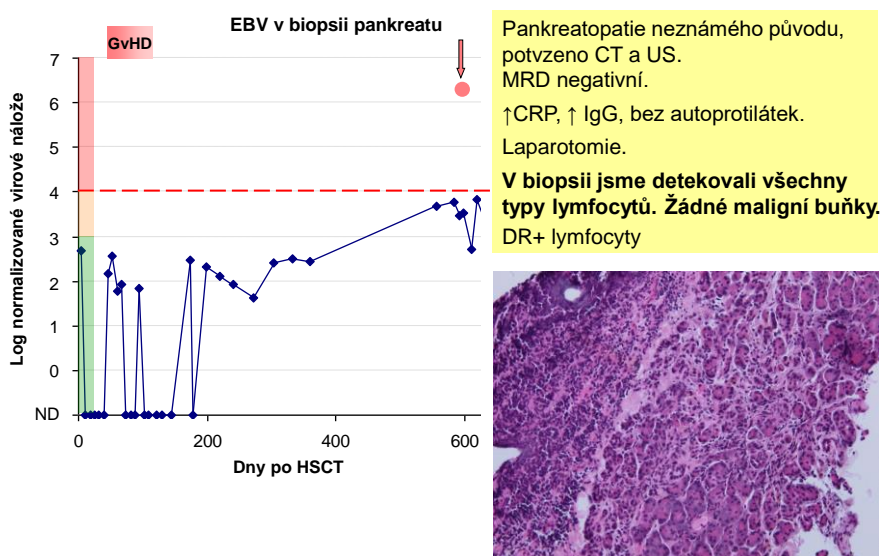 EBV v biopsii pankreatu
GvHD
7
6
5
4
3
2
1
0
ND
Log normalizované virové nálože
0
200
400
600
Dny po HSCT
Pankreatopatie neznámého původu,
potvzeno CT a US.
MRD negativní.
↑CRP, ↑ IgG, bez autoprotilátek.
Laparotomie.
V biopsii jsme detekovali všechny
typy lymfocytů. Žádné maligní buňky.
DR+ lymfocyty